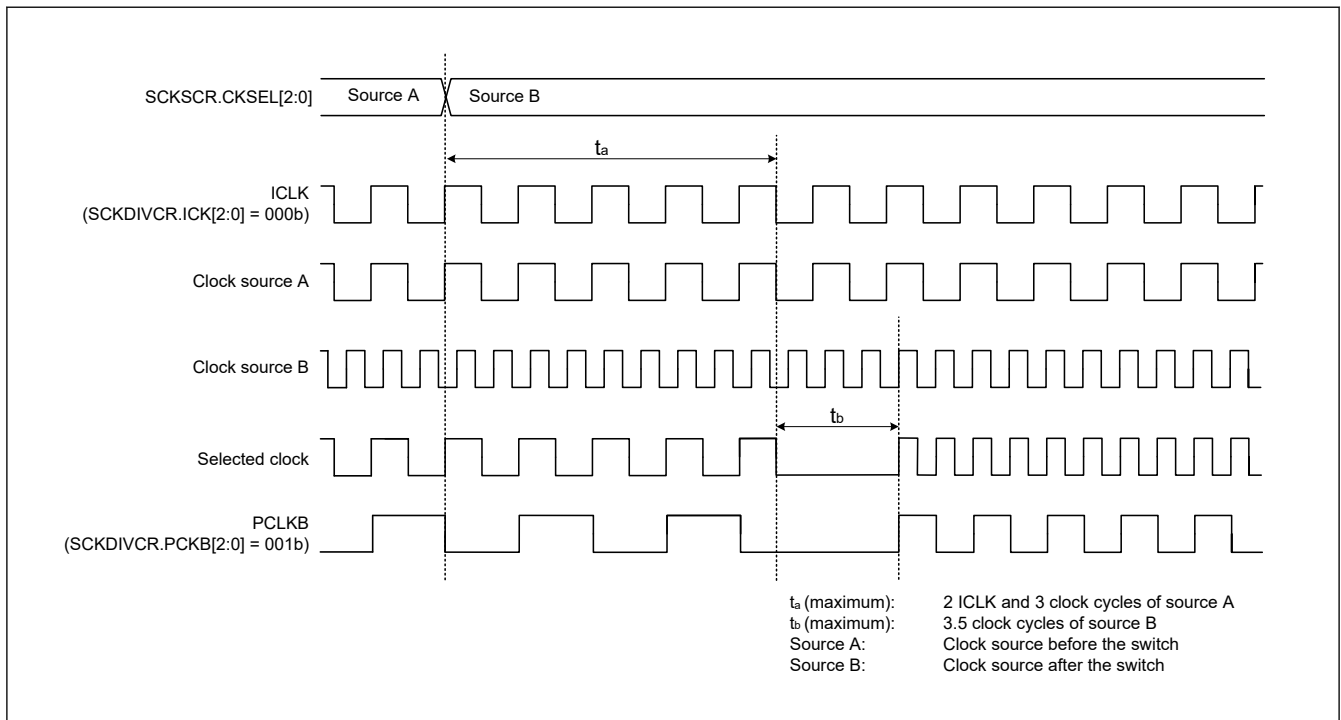 SCKSCR.CKSEL[2:0]
Source A
Source B
ta
ICLK
(SCKDIVCR.ICK[2:0] = 000b)
Clock source A
Clock source B
tb
Selected clock
PCLKB
(SCKDIVCR.PCKB[2:0] = 001b)
ta (maximum): 2 ICLK and 3 clock cycles of source A
tb (maximum): 3.5 clock cycles of source B
Source A: Clock source before the switch
Source B: Clock source after the switch